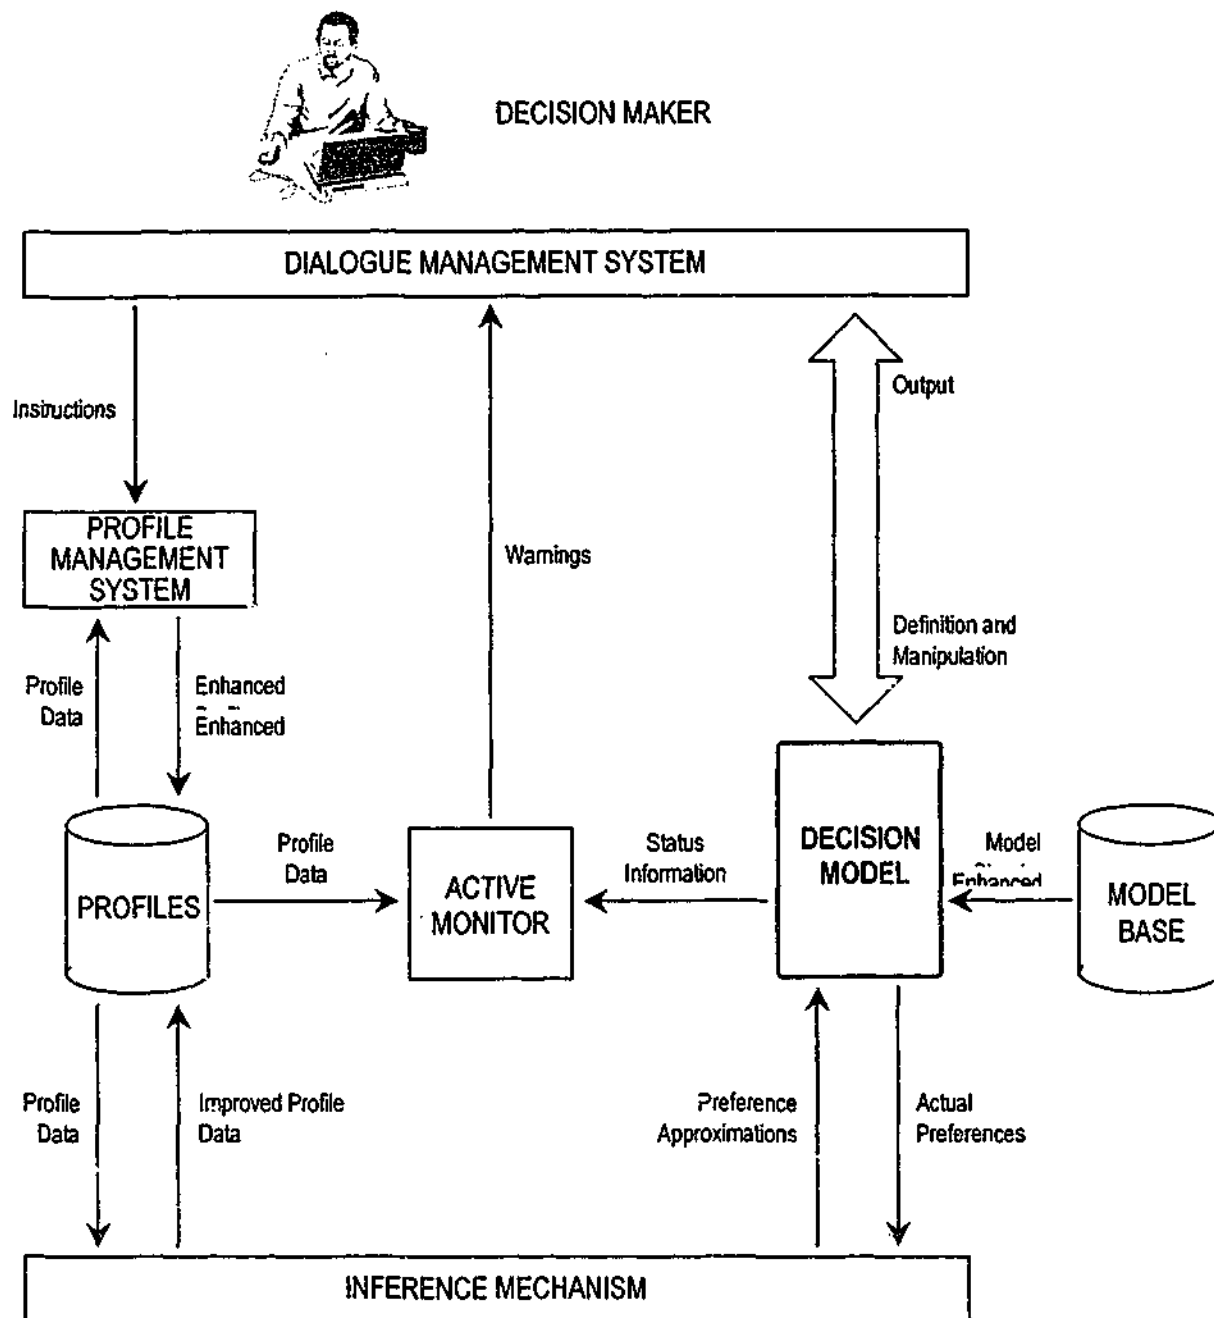 DECISION MAKER
DIALOGUE MANAGEMENT SYSTEM
Instructions
Output
PROFILE
MANAGEMENT
SYSTEM
Warnings
Definition and
Manipulation
Profile
Data
Enhanced
Enhanced
PROFILES
Profile
Data
ACTIVE
MONITOR
Status
Information
DECISION
MODEL
Model
Enhanced
MODEL
BASE
Profile
Data
Improved Profile
Data
Preference
Approximations
Actual
Preferences
INFERENCE MECHANISM